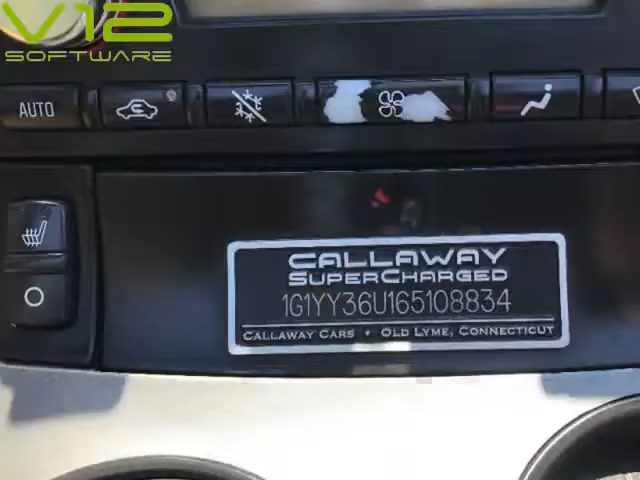 V12
SOFTWARE
AUTO
CALLAWAY
SUPERCHARGED
1G1YY36U165108834
CALLAWAY CARS • OLD LYME, CONNECTICUT